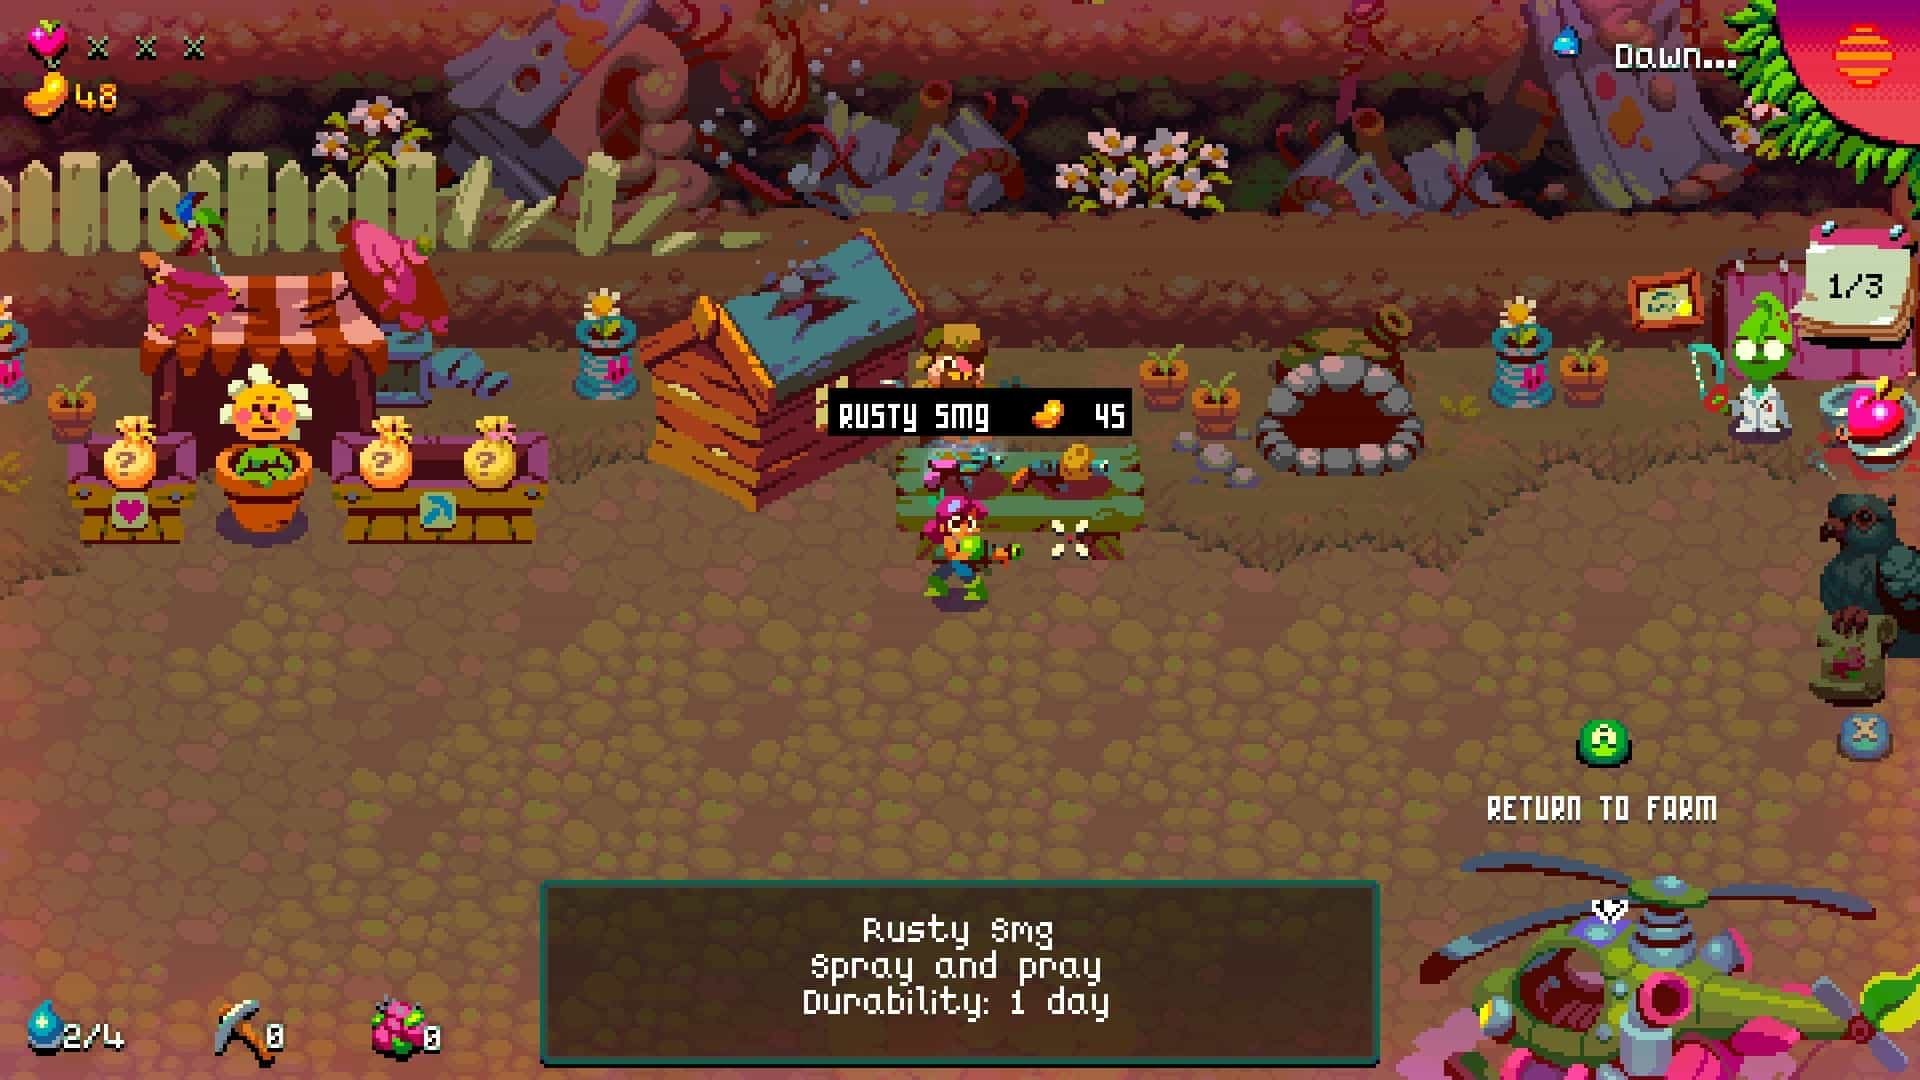 48
Dawn...
1/3
RUSTY SMG 45
?
?
?
A
X
RETURN TO FARM
Rusty Smg
Spray and pray
Durability: 1 day
2/4
0
0